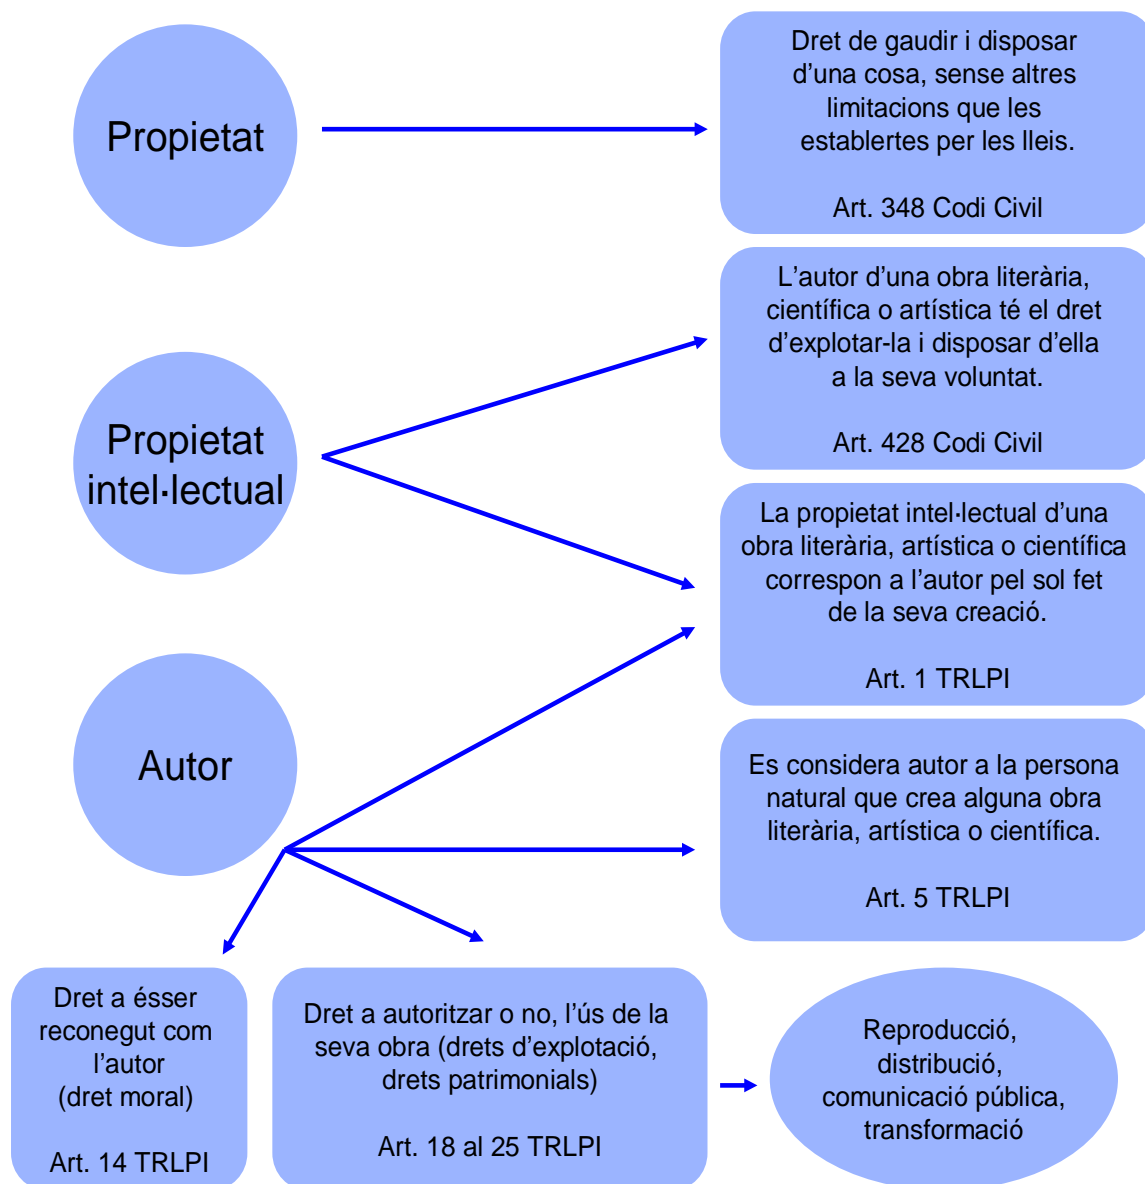 Propietat
Dret de gaudir i disposar
d'una cosa, sense altres
limitacions que les
establertes per les lleis.
Art. 348 Codi Civil
Propietat
intel·lectual
L'autor d'una obra literària,
científica o artística té el dret
d'explotar-la i disposar d'ella
a la seva voluntat.
Art. 428 Codi Civil
La propietat intel·lectual d'una
obra literària, artística o científica
correspon a l'autor pel sol fet
de la seva creació.
Art. 1 TRLPI
Autor
Es considera autor a la persona
natural que crea alguna obra
literària, artística o científica.
Art. 5 TRLPI
Dret a ésser
reconegut com
l'autor
(dret moral)
Art. 14 TRLPI
Dret a autoritzar o no, l'ús de la
seva obra (drets d'explotació,
drets patrimonials)
Art. 18 al 25 TRLPI
Reproducció,
distribució,
comunicació pública,
transformació